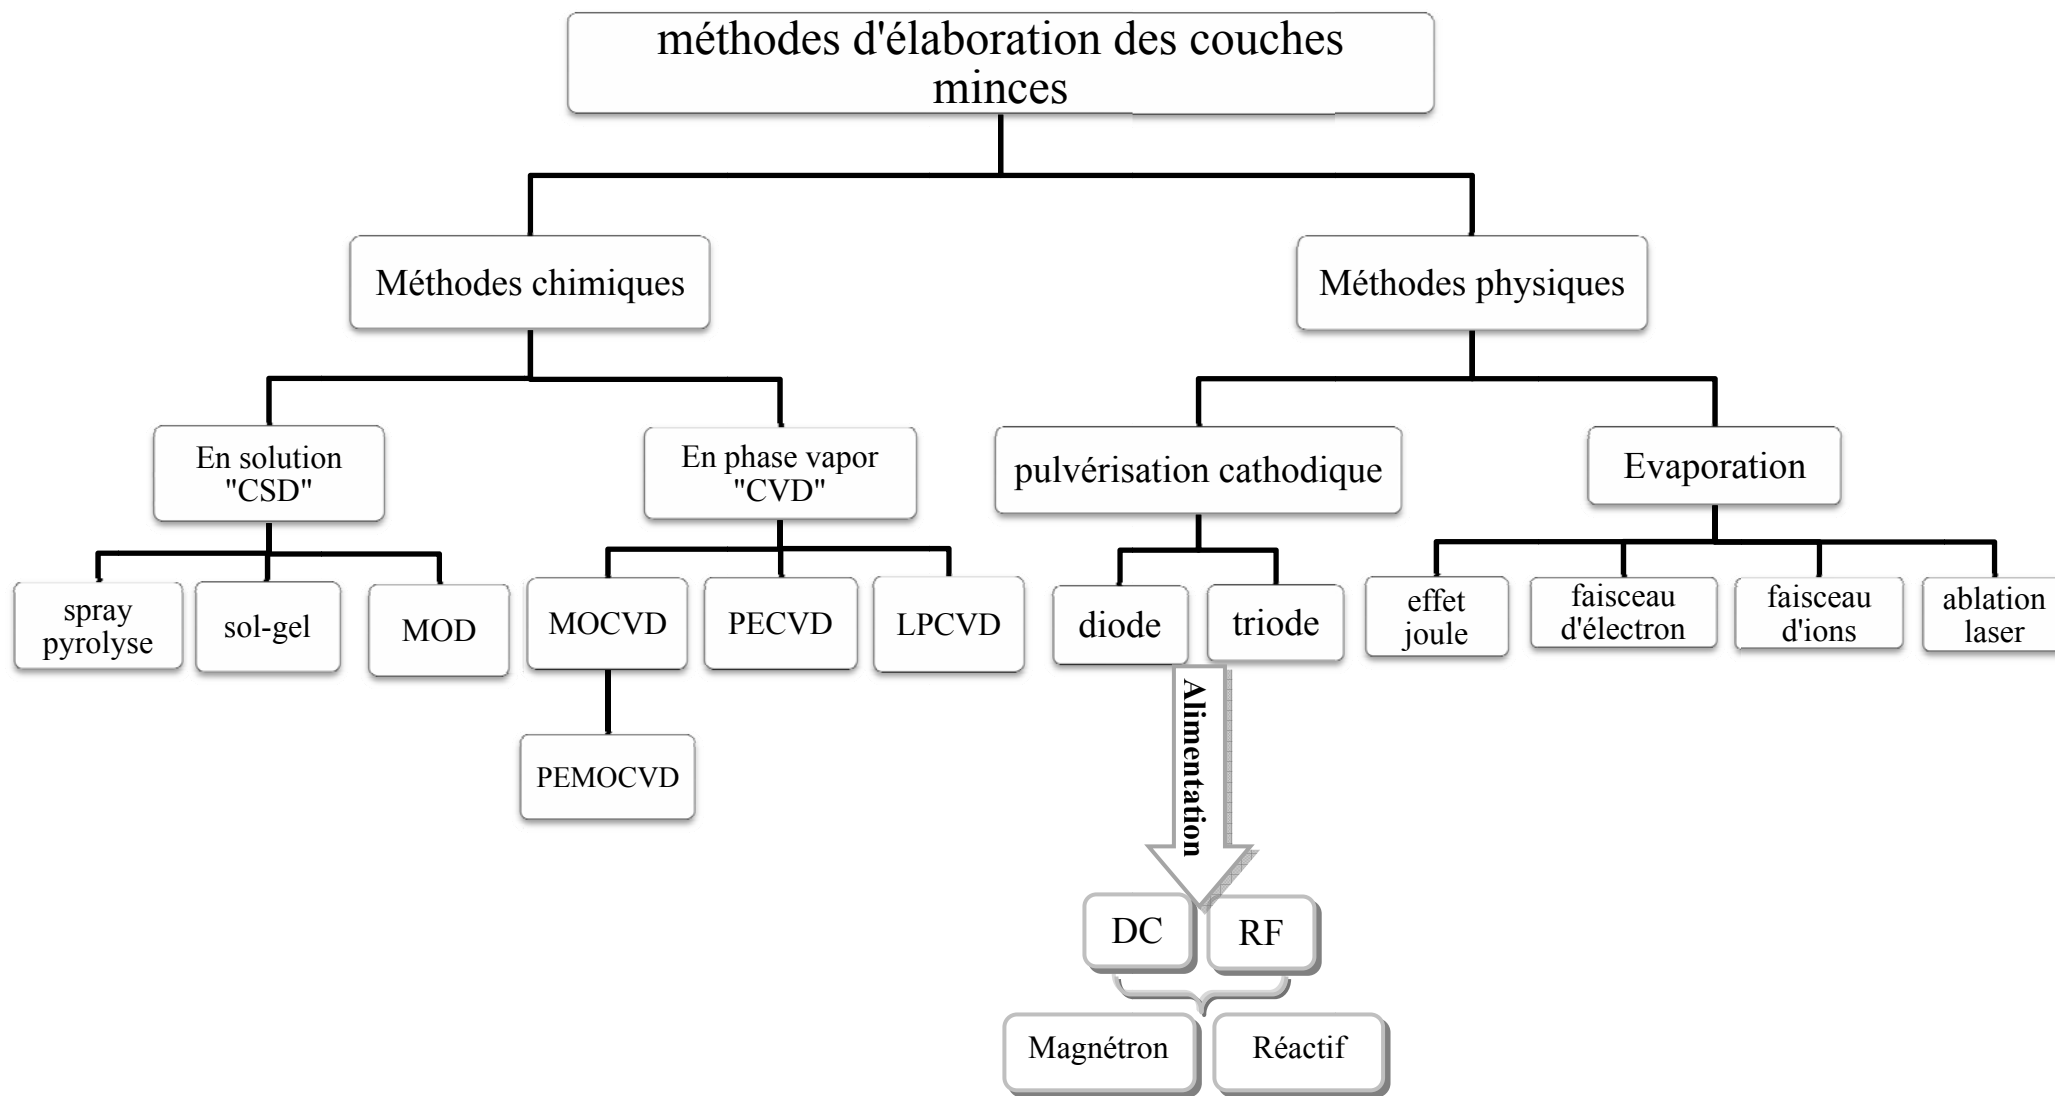 méthodes d'élaboration des couches
minces
Méthodes chimiques
Méthodes physiques
En solution
"CSD"
En phase vapor
"CVD"
pulvérisation cathodique
Evaporation
spray
pyrolyse
sol-gel
MOD
MOCVD
PECVD
LPCVD
diode
triode
effet
joule
faisceau
d'électron
faisceau
d'ions
ablation
laser
PEMOCVD
Alimentation
DC
RF
Magnétron
Réactif